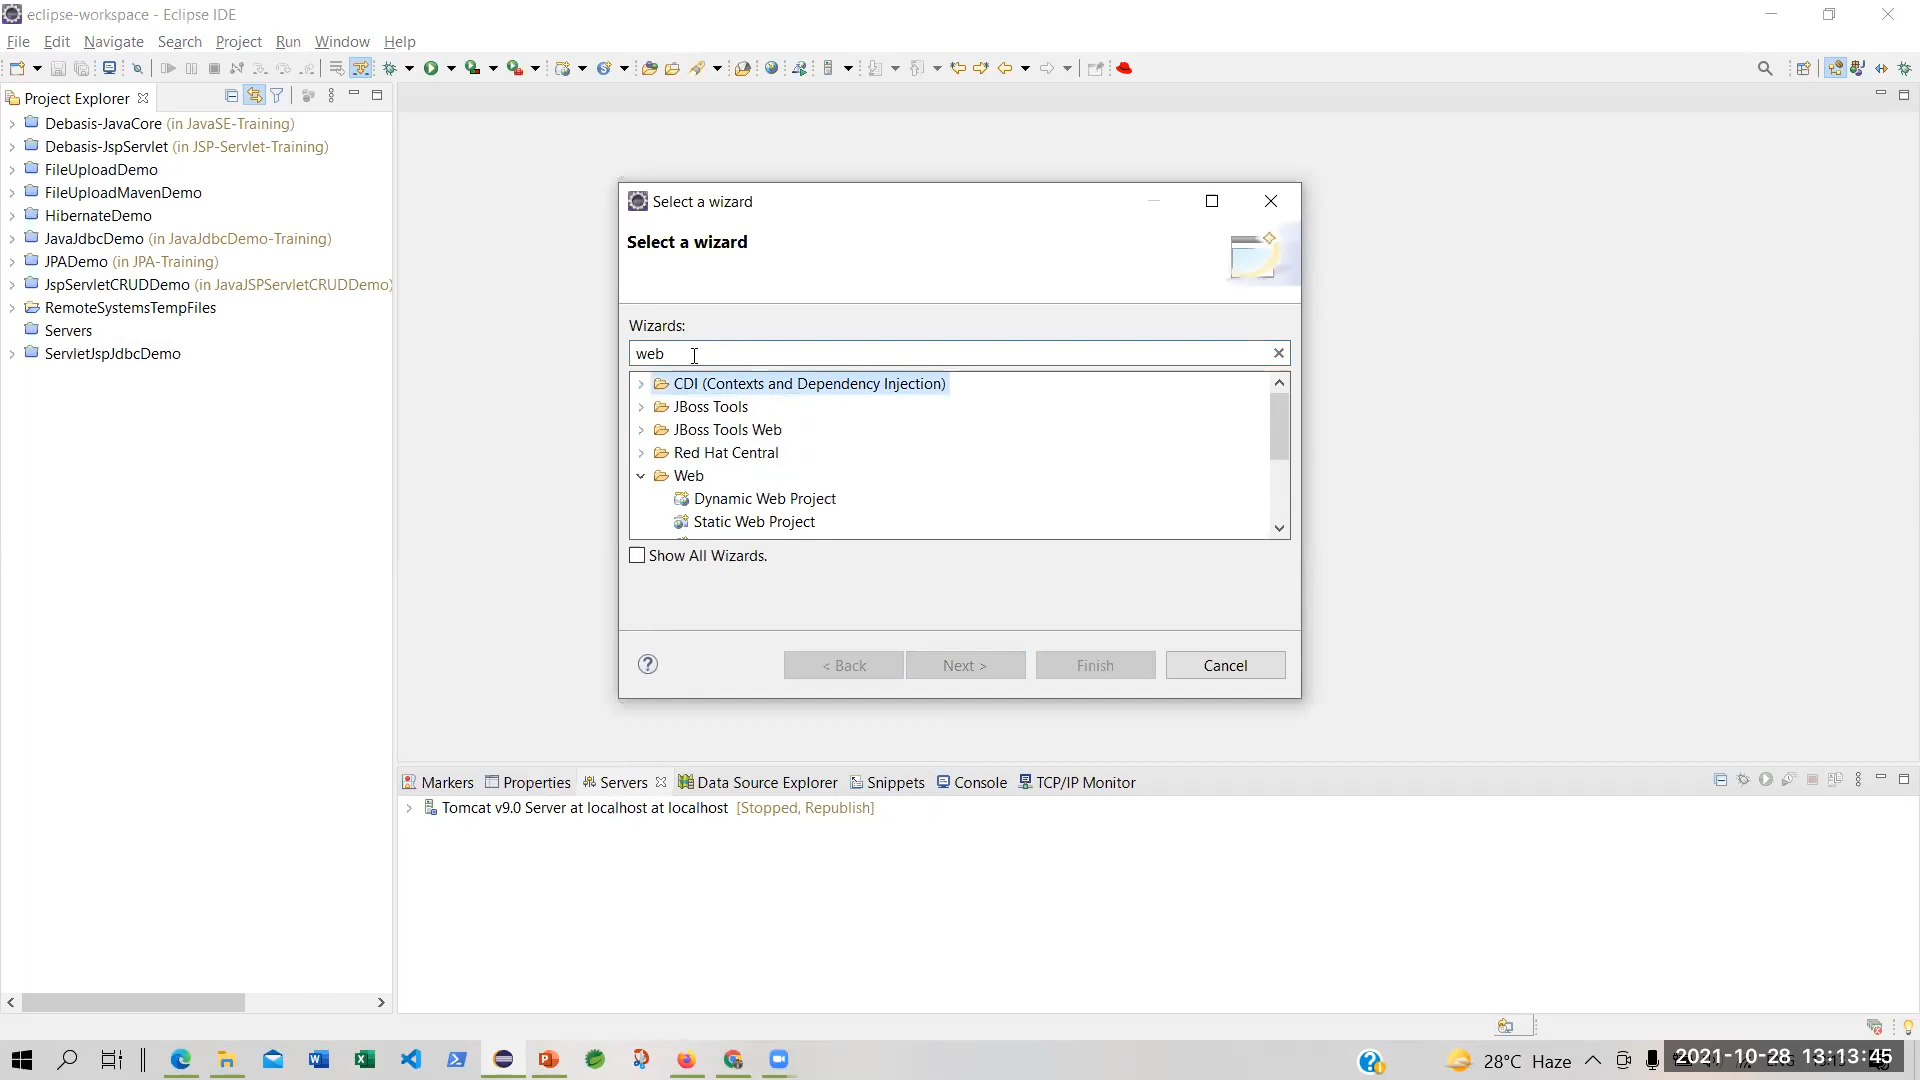 eclipse-workspace - Eclipse IDE
File Edit Navigate Search Project Run Window Help
Project Explorer
Debasis-JavaCore (in JavaSE-Training)
Debasis-JspServlet (in JSP-Servlet-Training)
FileUploadDemo
FileUploadMavenDemo
HibernateDemo
JavaJdbcDemo (in JavaJdbcDemo-Training)
JPADemo (in JPA-Training)
JspServletCRUDDemo (in JavaJSPServletCRUDDemo)
RemoteSystemsTempFiles
Servers
ServletJspJdbcDemo
Select a wizard
Select a wizard
Wizards:
web
CDI (Contexts and Dependency Injection)
JBoss Tools
JBoss Tools Web
Red Hat Central
Web
Dynamic Web Project
Static Web Project
Show All Wizards.
< Back Next > Finish Cancel
Markers Properties Servers Data Source Explorer Snippets Console TCP/IP Monitor
Tomcat v9.0 Server at localhost at localhost [Stopped, Republish]
28°C Haze
2021-10-28 13:13:45